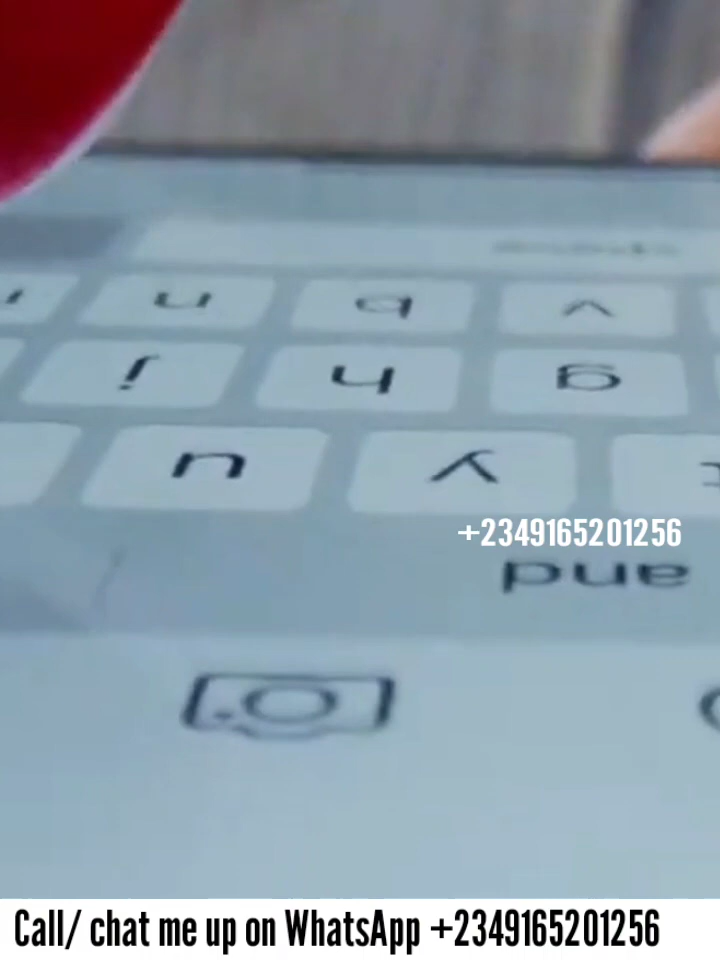 n b v
j h g
u y
+2349165201256
and
Call/ chat me up on WhatsApp +2349165201256